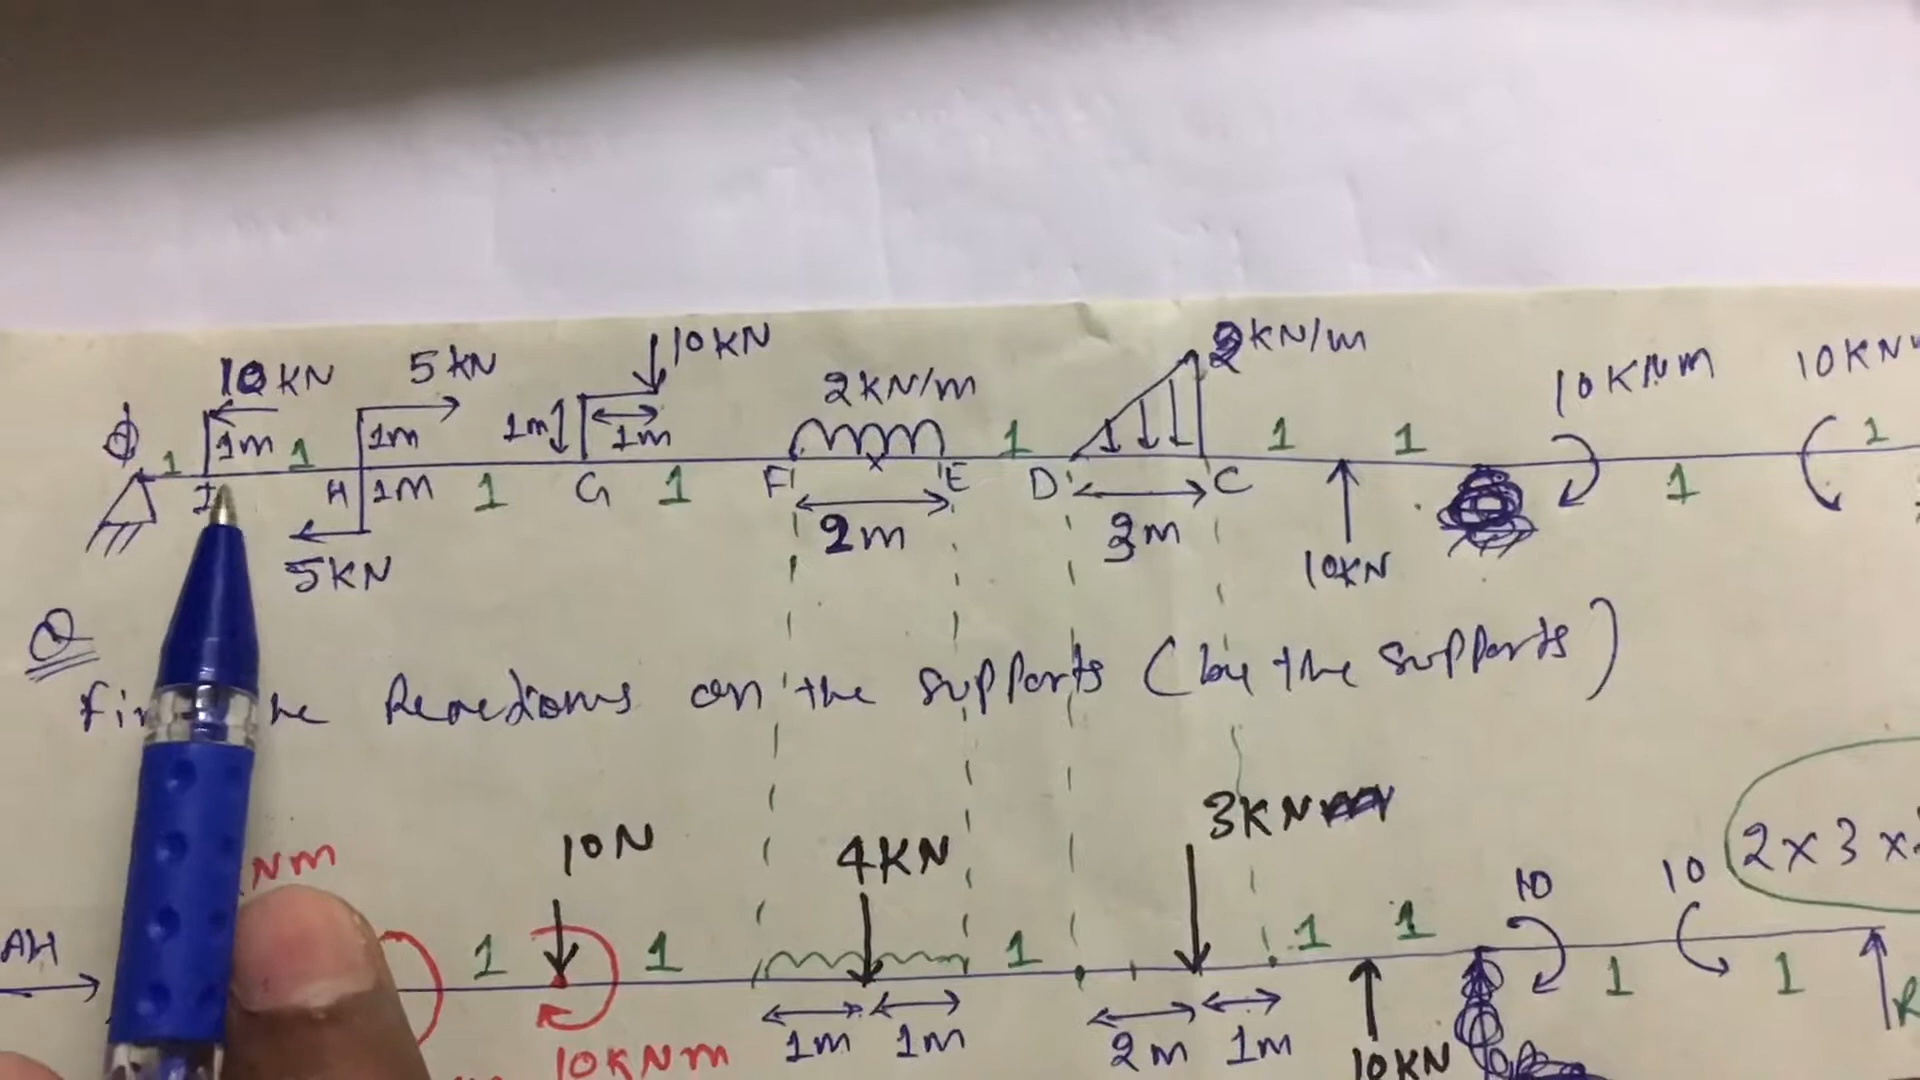 10KN 5KN 10KN 2KN/m 2KN/m 10KNm 10KN
1 1m 1 1m 1m 1m 1 1 1 1
I H 1M 1 G 1 F E D C 1
5KN 2m 3m 10KN
Q
the Reactions on the supports (by the supports)
Nm 10N 4KN 3KN 10 10 2x3x
AH 1 1 1 1 1 1 1
10KNm 1m 1m 2m 1m 10KN R